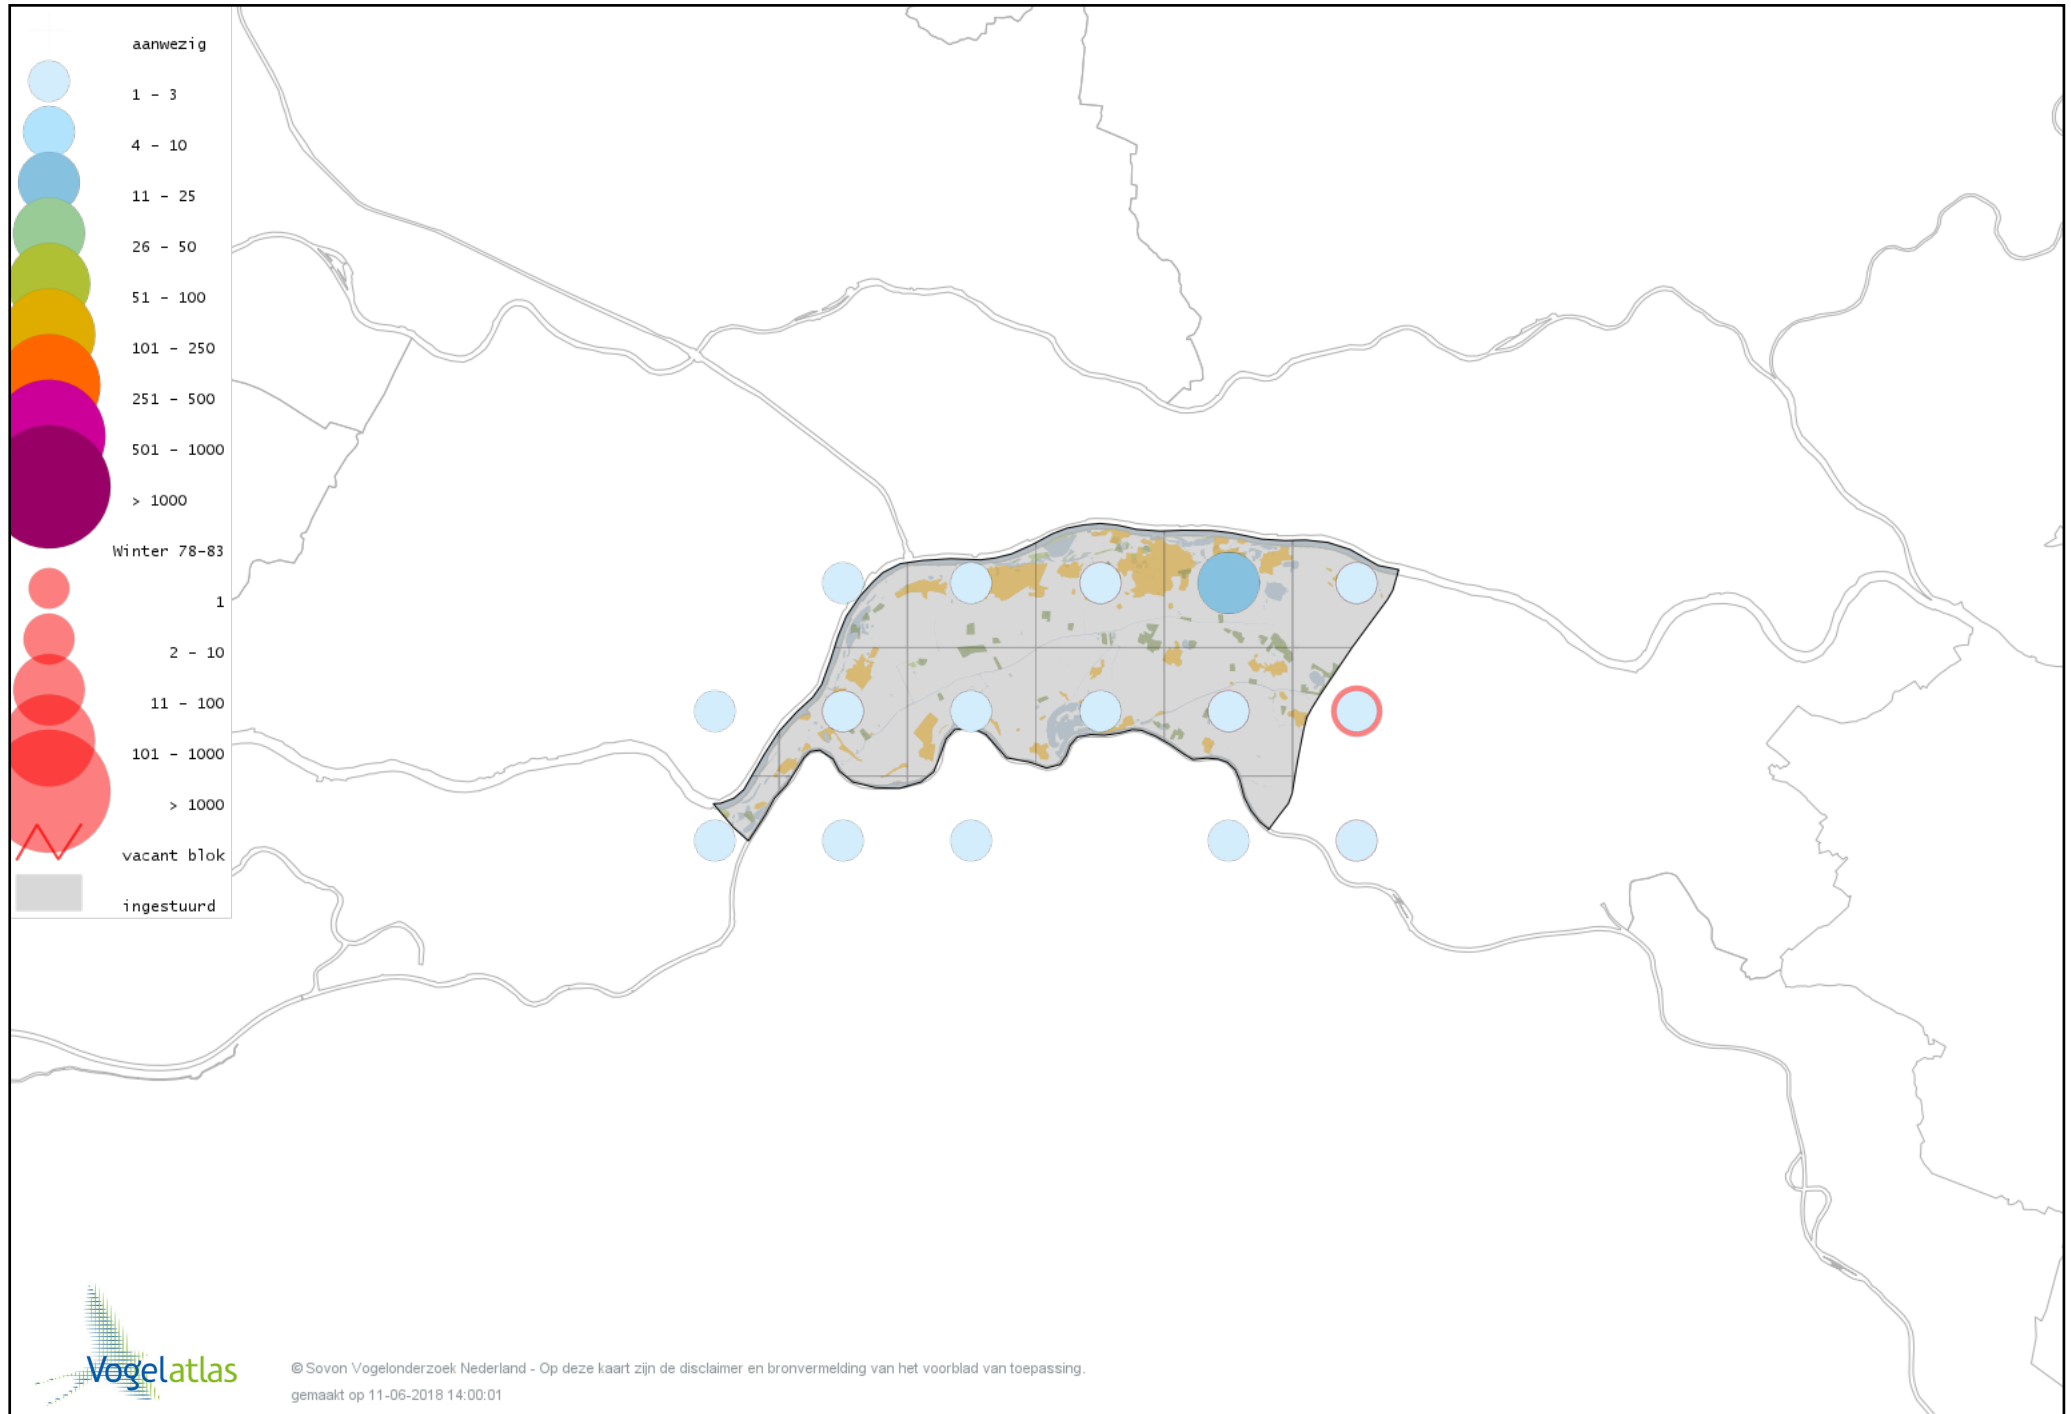 aanwezig
1 - 3
4 - 10
11 - 25
26 - 50
51 - 100
101 - 250
251 - 500
501 - 1000
> 1000
Winter 78-83
1
2 - 10
11 - 100
101 - 1000
> 1000
vacant blok
ingestuurd
Vogelatlas
© Sovon Vogelonderzoek Nederland - Op deze kaart zijn de disclaimer en bronvermelding van het voorblad van toepassing.
gemaakt op 11-06-2018 14:00:01